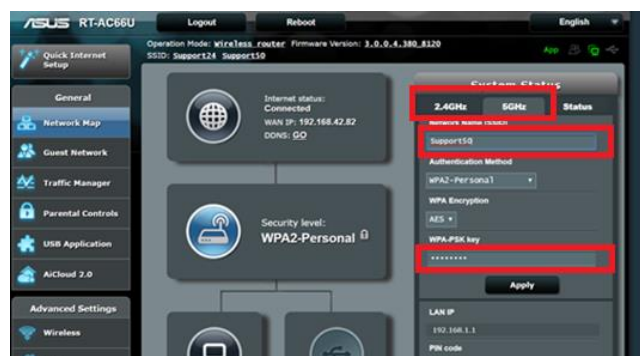 ASUS RT-AC66U
Logout
Reboot
English
Quick Internet
Setup
Operation Mode: Wireless router Firmware Version: 3.0.0.4.380_8120
SSID: Support24 Support50
App
General
Network Map
Guest Network
Traffic Manager
Parental Controls
USB Application
AiCloud 2.0
Advanced Settings
Wireless
Internet status:
Connected
WAN IP: 192.168.42.82
DDNS: GO
Security level:
WPA2-Personal
System Status
2.4GHz
5GHz
Status
Network Name (SSID)
Support50
Authentication Method
WPA2-Personal
WPA Encryption
AES
WPA-PSK key
••••••••
Apply
LAN IP
192.168.1.1
PIN code